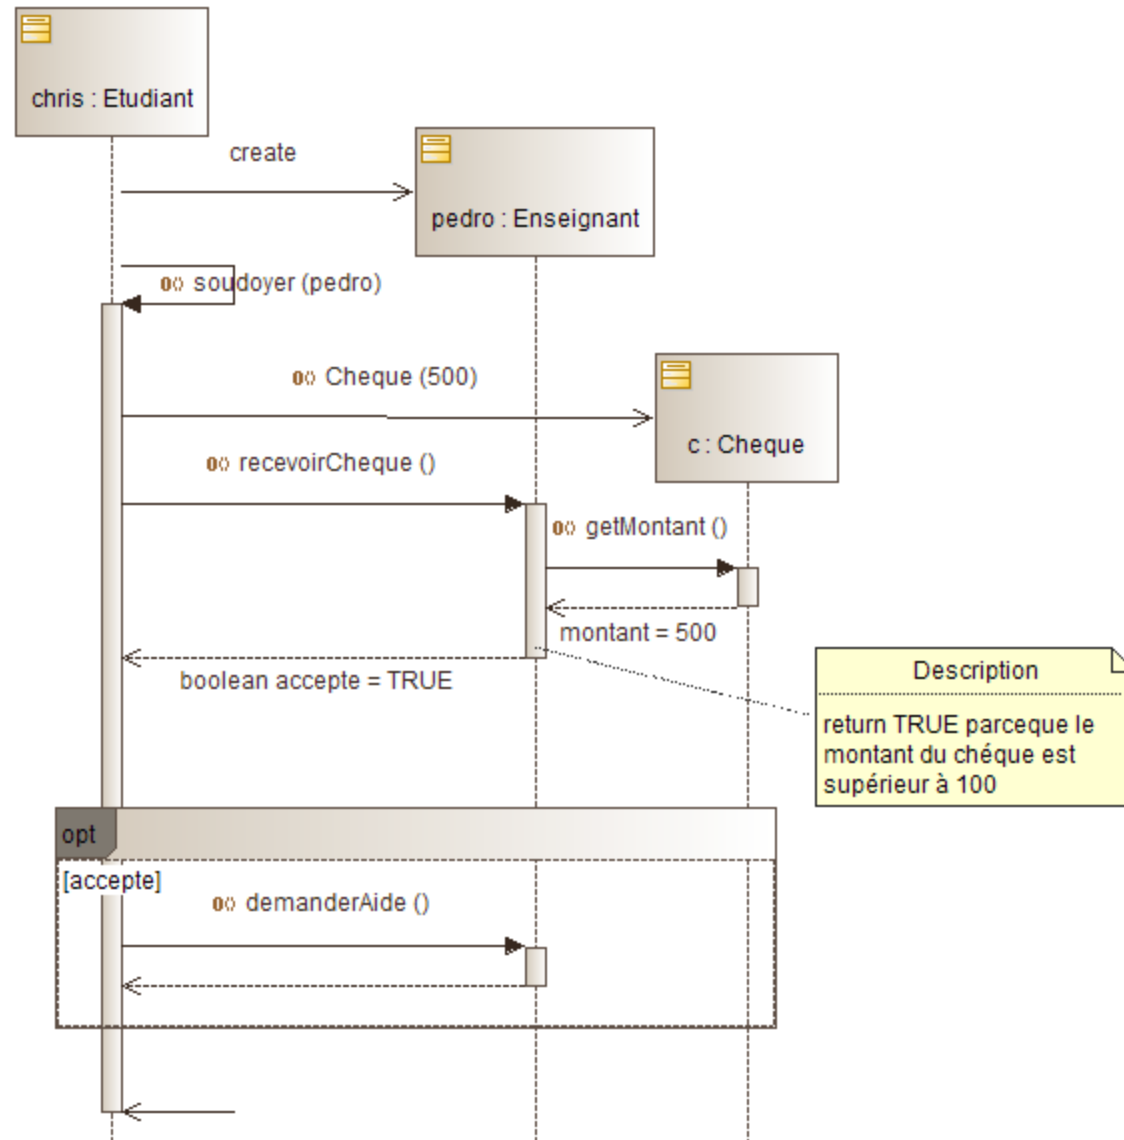 chris : Etudiant
create
pedro : Enseignant
soudoyer (pedro)
Cheque (500)
c : Cheque
recevoirCheque ()
getMontant ()
montant = 500
boolean accepte = TRUE
Description
return TRUE parceque le
montant du chéque est
supérieur à 100
opt
[accepte]
demanderAide ()